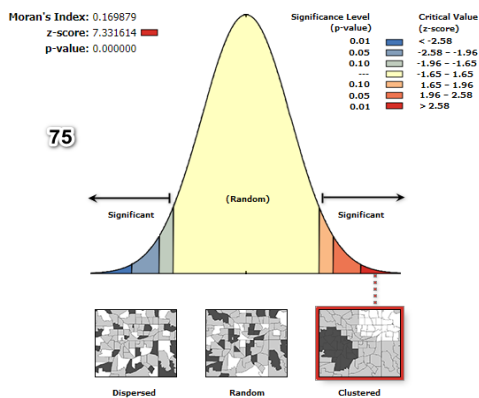 Moran's Index: 0.169879
z-score: 7.331614
p-value: 0.000000
Significance Level
(p-value)
Critical Value
(z-score)
0.01 < -2.58
0.05 -2.58 – -1.96
0.10 -1.96 – -1.65
--- -1.65 – 1.65
0.10 1.65 – 1.96
0.05 1.96 – 2.58
0.01 > 2.58
75
(Random)
Significant Significant
Dispersed Random Clustered